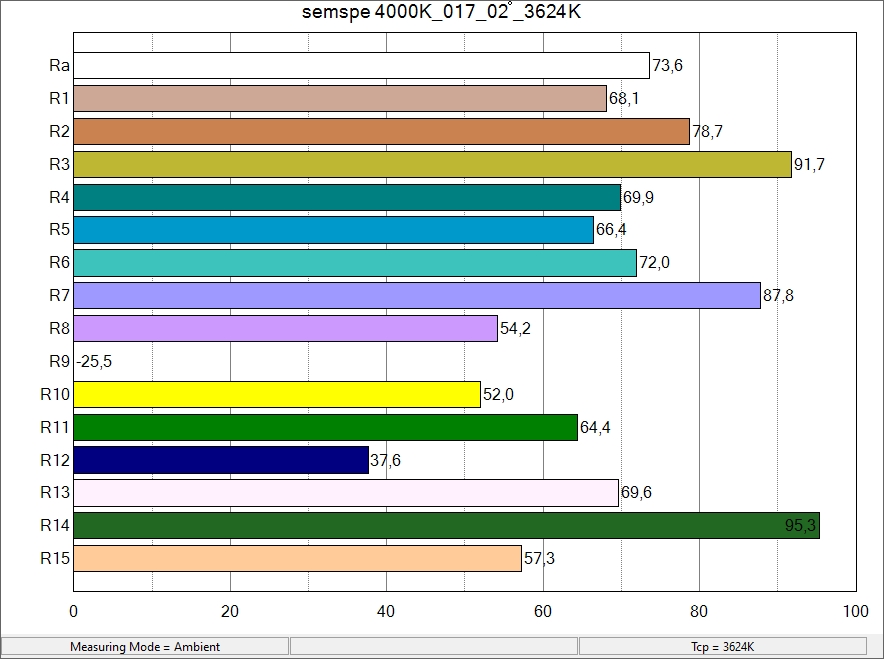 semspe 4000K_017_02°_3624K
Ra 73,6
R1 68,1
R2 78,7
R3 91,7
R4 69,9
R5 66,4
R6 72,0
R7 87,8
R8 54,2
R9 -25,5
R10 52,0
R11 64,4
R12 37,6
R13 69,6
R14 95,3
R15 57,3
0 20 40 60 80 100
Measuring Mode = Ambient Tcp = 3624K